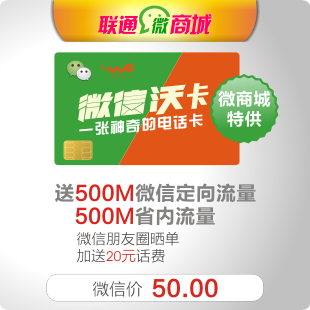 联通微商城
微信沃卡
一张神奇的电话卡
微商城
特供
送500M微信定向流量
500M省内流量
微信朋友圈晒单
加送20元话费
微信价 50.00